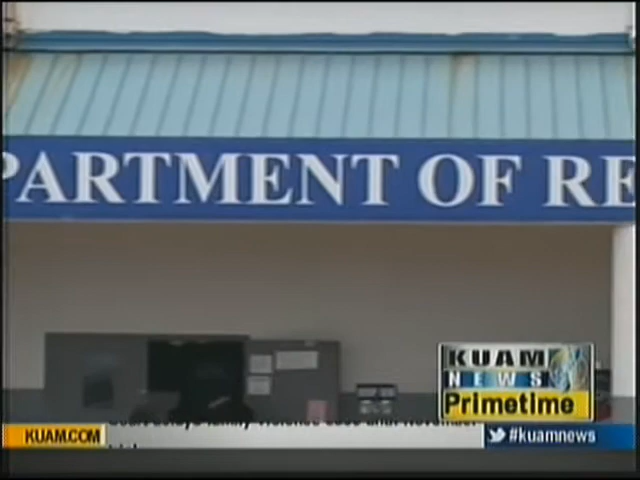 PARTMENT OF RE
KUAM
NEWS
Primetime
KUAM.COM
#kuamnews